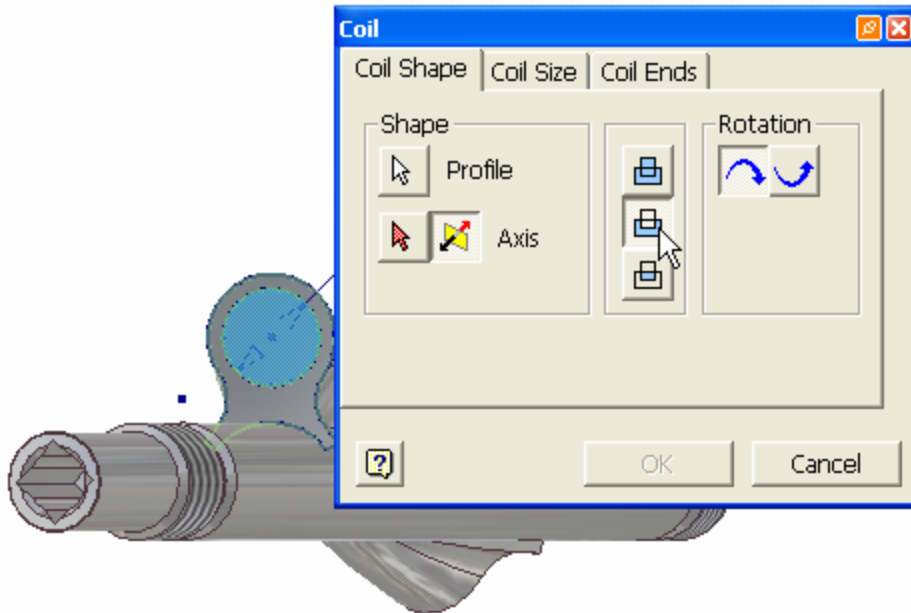 Coil
Coil Shape Coil Size Coil Ends
Shape Rotation
Profile
Axis
? OK Cancel